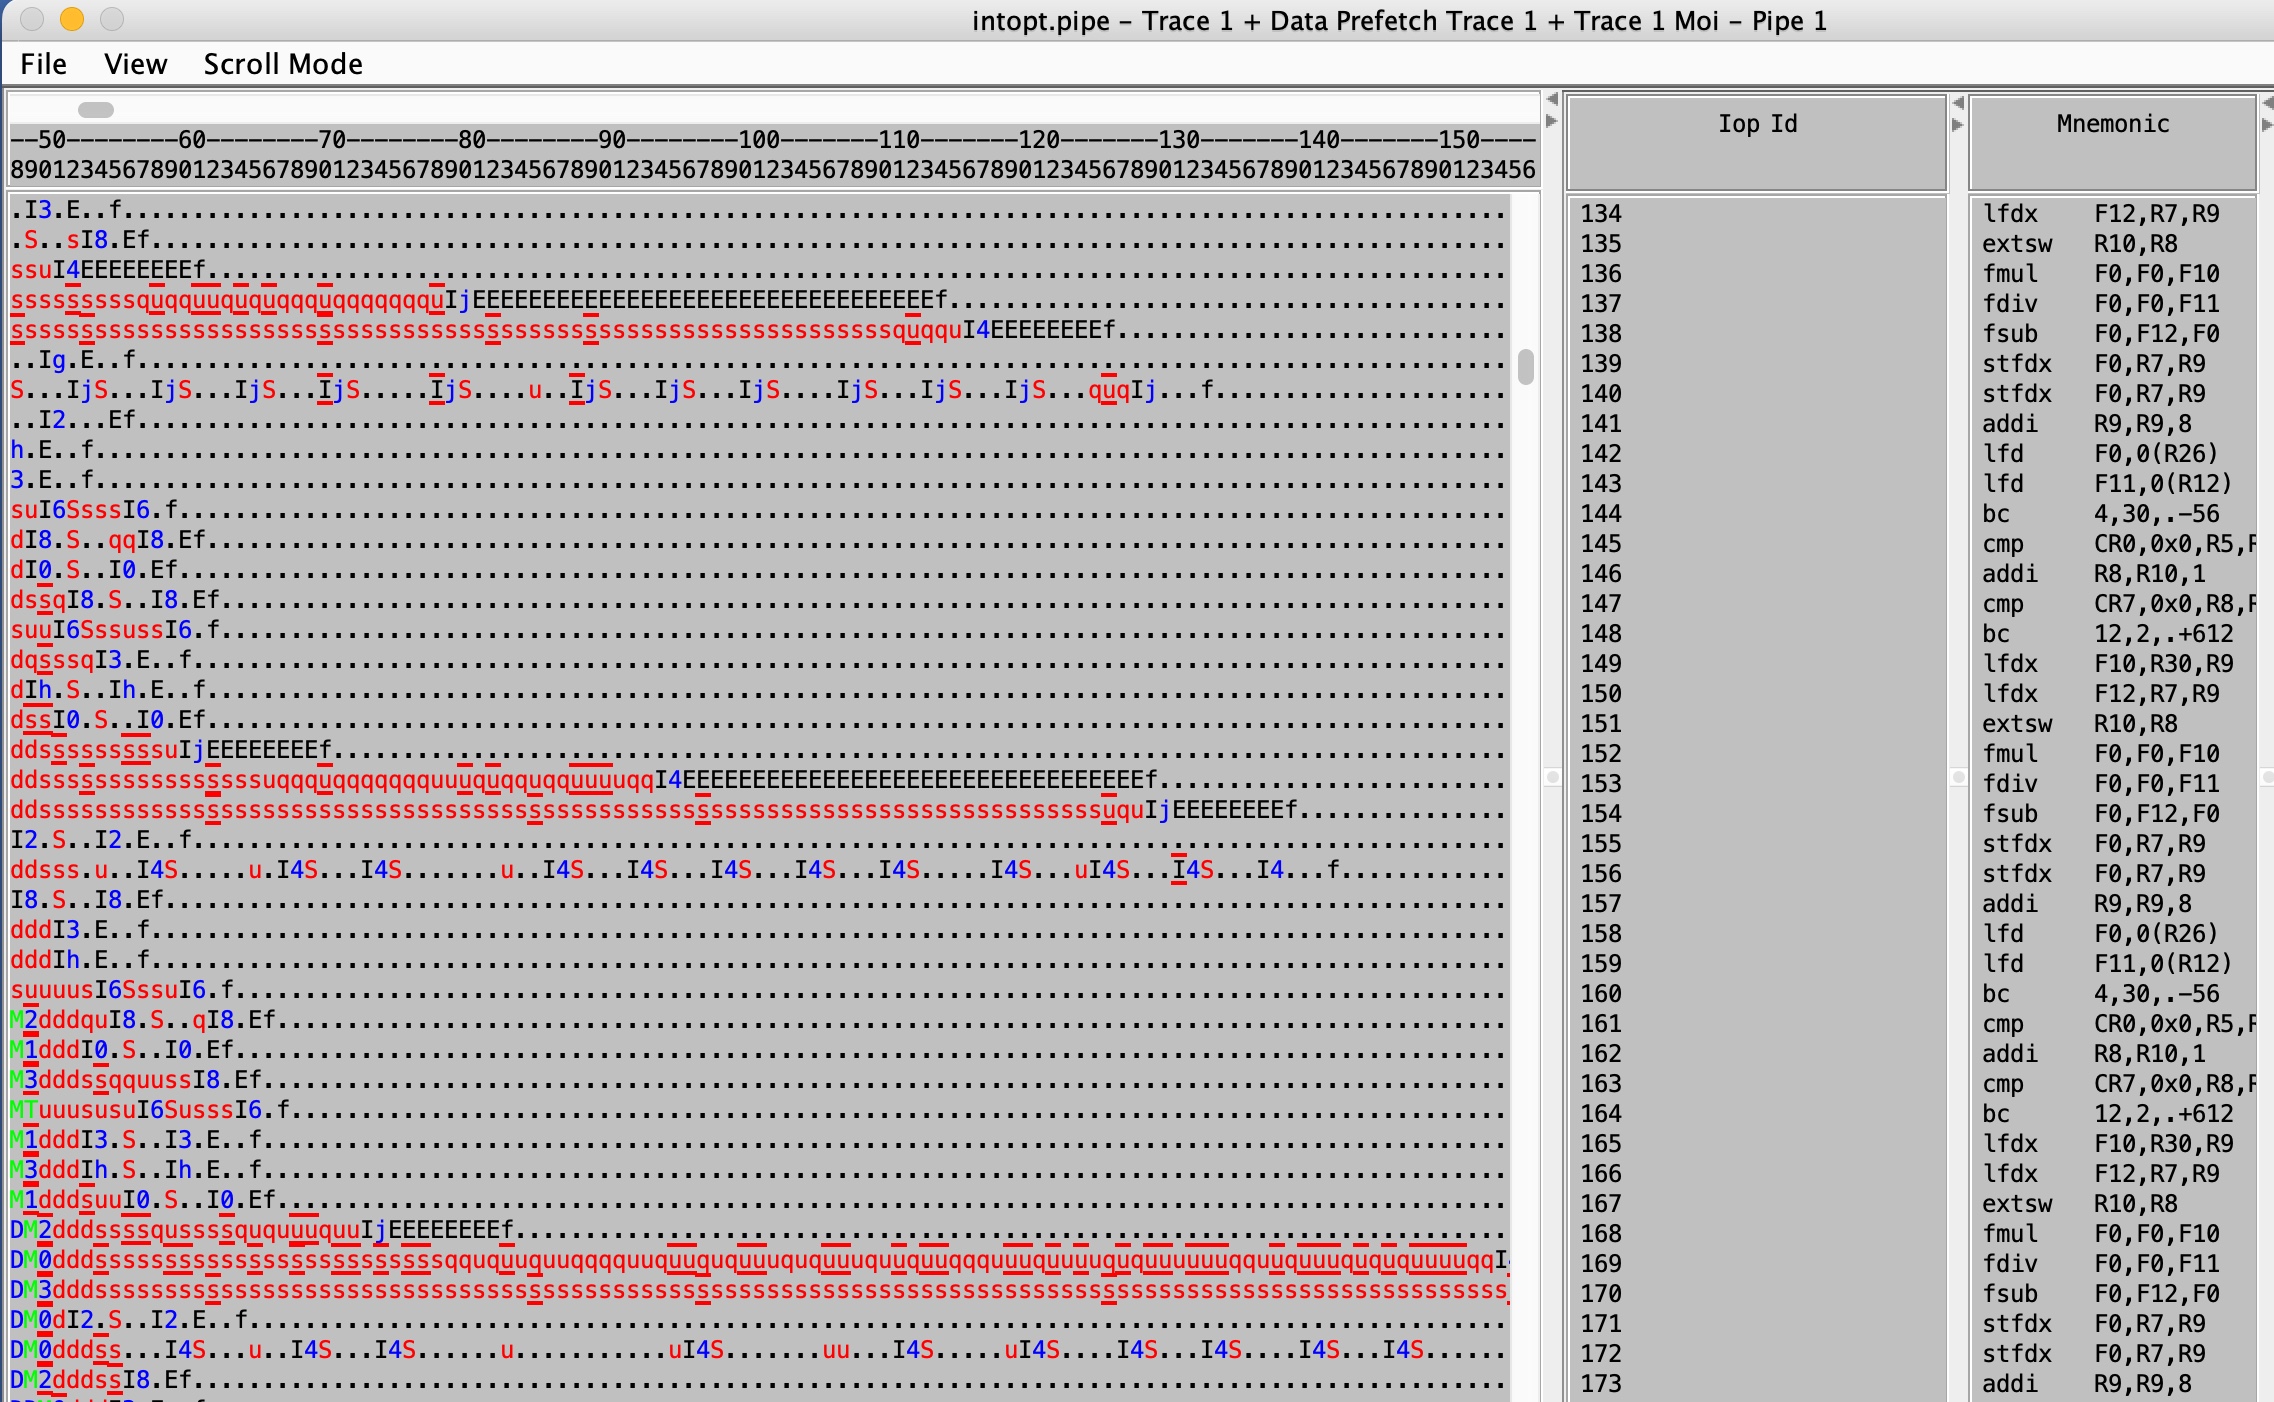 intopt.pipe – Trace 1 + Data Prefetch Trace 1 + Trace 1 Moi – Pipe 1
File View Scroll Mode
--50--------60--------70--------80--------90--------100-------110-------120-------130-------140-------150----
8901234567890123456789012345678901234567890123456789012345678901234567890123456789012345678901234567890123456
Iop Id Mnemonic
.I3.E..f................................................................................................... 134 lfdx F12,R7,R9
.S..sI8.Ef................................................................................................. 135 extsw R10,R8
ssuI4EEEEEEEEf............................................................................................. 136 fmul F0,F0,F10
sssssssssquqquuququqqquqqqqqqquIjEEEEEEEEEEEEEEEEEEEEEEEEEEEEEEEEEf........................................ 137 fdiv F0,F0,F11
sssssssssssssssssssssssssssssssssssssssssssssssssssssssssssssssquqquI4EEEEEEEEf............................ 138 fsub F0,F12,F0
..Ig.E..f.................................................................................................. 139 stfdx F0,R7,R9
S...IjS...IjS...IjS...IjS.....IjS....u..IjS...IjS...IjS....IjS...IjS...IjS...quqIj...f..................... 140 stfdx F0,R7,R9
..I2...Ef.................................................................................................. 141 addi R9,R9,8
h.E..f..................................................................................................... 142 lfd F0,0(R26)
3.E..f..................................................................................................... 143 lfd F11,0(R12)
suI6SsssI6.f............................................................................................... 144 bc 4,30,.-56
dI8.S..qqI8.Ef............................................................................................. 145 cmp CR0,0x0,R5,
dI0.S..I0.Ef............................................................................................... 146 addi R8,R10,1
dssqI8.S..I8.Ef............................................................................................ 147 cmp CR7,0x0,R8,
suuI6SssussI6.f............................................................................................ 148 bc 12,2,.+612
dqsssqI3.E..f.............................................................................................. 149 lfdx F10,R30,R9
dIh.S..Ih.E..f............................................................................................. 150 lfdx F12,R7,R9
dssI0.S..I0.Ef............................................................................................. 151 extsw R10,R8
ddsssssssssuIjEEEEEEEEf.................................................................................... 152 fmul F0,F0,F10
ddssssssssssssssssuqqquqqqqqqquuuquqquqquuuuqqI4EEEEEEEEEEEEEEEEEEEEEEEEEEEEEEEEEf......................... 153 fdiv F0,F0,F11
ddssssssssssssssssssssssssssssssssssssssssssssssssssssssssssssssssssssssssssssuquIjEEEEEEEEf............... 154 fsub F0,F12,F0
I2.S..I2.E..f.............................................................................................. 155 stfdx F0,R7,R9
ddsss.u..I4S.....u.I4S...I4S.......u..I4S...I4S...I4S...I4S...I4S.....I4S...uI4S...I4S...I4...f............ 156 stfdx F0,R7,R9
I8.S..I8.Ef................................................................................................ 157 addi R9,R9,8
dddI3.E..f................................................................................................. 158 lfd F0,0(R26)
dddIh.E..f................................................................................................. 159 lfd F11,0(R12)
suuuusI6SssuI6.f........................................................................................... 160 bc 4,30,.-56
M2dddquI8.S..qI8.Ef........................................................................................ 161 cmp CR0,0x0,R5,
M1dddI0.S..I0.Ef........................................................................................... 162 addi R8,R10,1
M3dddssqquussI8.Ef......................................................................................... 163 cmp CR7,0x0,R8,
MTuuususuI6SusssI6.f....................................................................................... 164 bc 12,2,.+612
M1dddI3.S..I3.E..f......................................................................................... 165 lfdx F10,R30,R9
M3dddIh.S..Ih.E..f......................................................................................... 166 lfdx F12,R7,R9
M1dddsuuI0.S..I0.Ef........................................................................................ 167 extsw R10,R8
DM2dddssssqussssququuuquuIjEEEEEEEEf....................................................................... 168 fmul F0,F0,F10
DM0dddsssssssssssssssssssssssssqququuquuqqqquuquuququuuququuuquuquuqqquuuquuuuququuuuuuqquuquuuquququuuuqqI 169 fdiv F0,F0,F11
DM3dddsssssssssssssssssssssssssssssssssssssssssssssssssssssssssssssssssssssssssssssssssssssssssssssssssssss 170 fsub F0,F12,F0
DM0dI2.S..I2.E..f.......................................................................................... 171 stfdx F0,R7,R9
DM0dddss...I4S...u..I4S...I4S......u...........uI4S.......uu...I4S.....uI4S....I4S...I4S....I4S...I4S...... 172 stfdx F0,R7,R9
DM2dddssI8.Ef.............................................................................................. 173 addi R9,R9,8